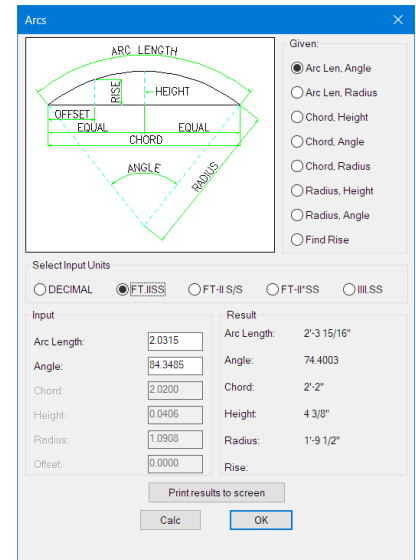 Arcs
ARC LENGTH
RISE
HEIGHT
OFFSET
EQUAL EQUAL
CHORD
ANGLE
RADIUS
Given:
Arc Len, Angle
Arc Len, Radius
Chord, Height
Chord, Angle
Chord, Radius
Radius, Height
Radius, Angle
Find Rise
Select Input Units
DECIMAL FT.IISS FT-II S/S FT-II*SS IIII.SS
Input
Arc Length: 2.0315
Angle: 84.3485
Chord: 2.0200
Height: 0.0406
Radius: 1.0908
Offset: 0.0000
Result
Arc Length: 2'-3 15/16"
Angle: 74.4003
Chord: 2'-2"
Height: 4 3/8"
Radius: 1'-9 1/2"
Rise:
Print results to screen
Calc OK